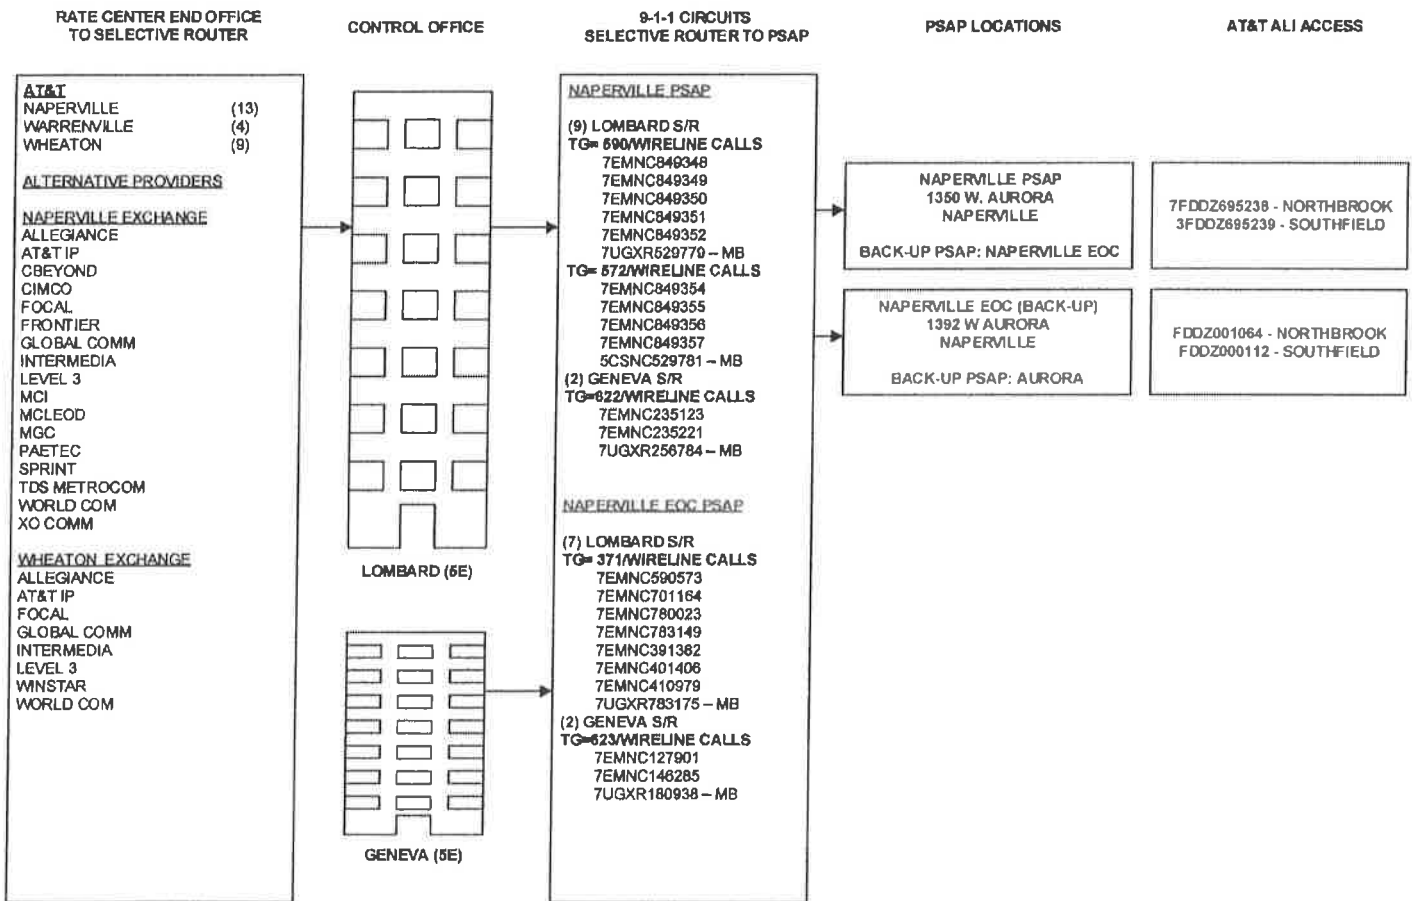 RATE CENTER END OFFICE
TO SELECTIVE ROUTER
CONTROL OFFICE
9-1-1 CIRCUITS
SELECTIVE ROUTER TO PSAP
PSAP LOCATIONS
AT&T ALI ACCESS
AT&T
NAPERVILLE (13)
WARRENVILLE (4)
WHEATON (9)
ALTERNATIVE PROVIDERS
NAPERVILLE EXCHANGE
ALLEGIANCE
AT&T IP
CBEYOND
CIMCO
FOCAL
FRONTIER
GLOBAL COMM
INTERMEDIA
LEVEL 3
MCI
MCLEOD
MGC
PAETEC
SPRINT
TDS METROCOM
WORLD COM
XO COMM
WHEATON EXCHANGE
ALLEGIANCE
AT&T IP
FOCAL
GLOBAL COMM
INTERMEDIA
LEVEL 3
WINSTAR
WORLD COM
LOMBARD (5E)
GENEVA (5E)
NAPERVILLE PSAP
(9) LOMBARD S/R
TG= 590/WIRELINE CALLS
7EMNC849348
7EMNC849349
7EMNC849350
7EMNC849351
7EMNC849352
7UGXR529779 – MB
TG= 572/WIRELINE CALLS
7EMNC849354
7EMNC849355
7EMNC849356
7EMNC849357
5CSNC529781 – MB
(2) GENEVA S/R
TG=622/WIRELINE CALLS
7EMNC235123
7EMNC235221
7UGXR256784 – MB
NAPERVILLE EOC PSAP
(7) LOMBARD S/R
TG= 371/WIRELINE CALLS
7EMNC590573
7EMNC701164
7EMNC780023
7EMNC783149
7EMNC391362
7EMNC401406
7EMNC410979
7UGXR783175 – MB
(2) GENEVA S/R
TG=623/WIRELINE CALLS
7EMNC127901
7EMNC146285
7UGXR180938 – MB
NAPERVILLE PSAP
1350 W. AURORA
NAPERVILLE
BACK-UP PSAP: NAPERVILLE EOC
7FDDZ695238 - NORTHBROOK
3FDDZ695239 - SOUTHFIELD
NAPERVILLE EOC (BACK-UP)
1392 W AURORA
NAPERVILLE
BACK-UP PSAP: AURORA
FDDZ001064 - NORTHBROOK
FDDZ000112 - SOUTHFIELD